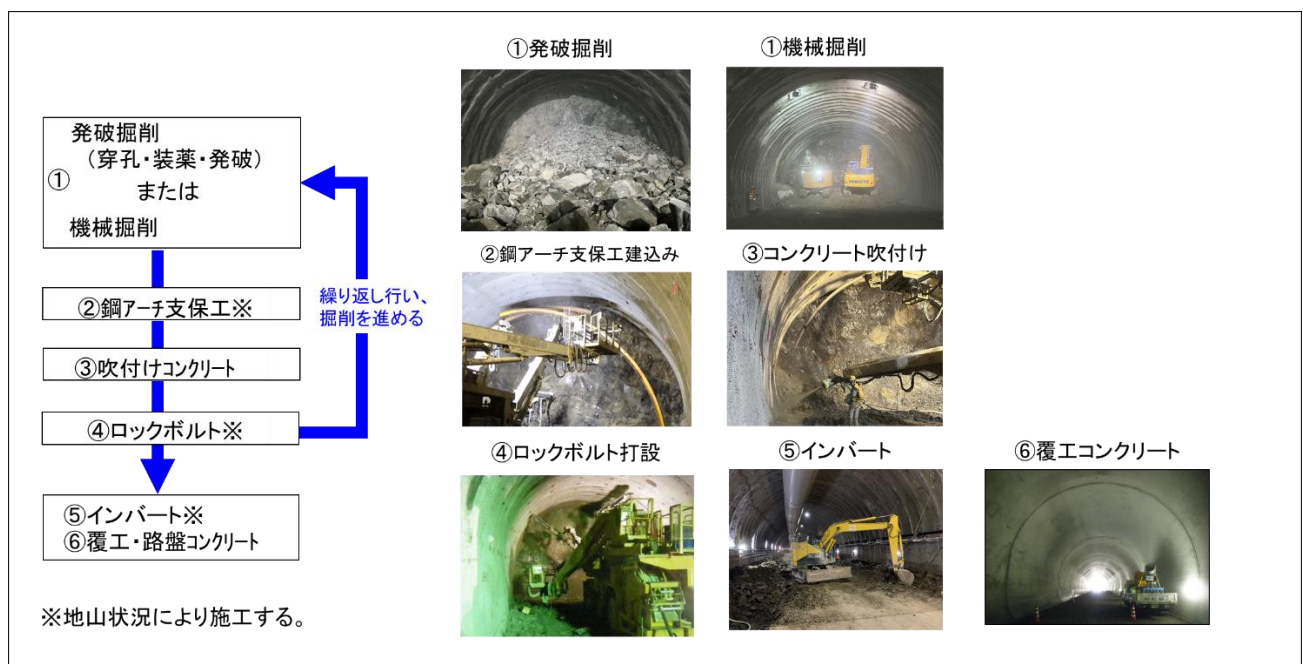 発破掘削
（穿孔・装薬・発破）
①
または
機械掘削
②鋼アーチ支保工※
③吹付けコンクリート
④ロックボルト※
繰り返し行い、
掘削を進める
⑤インバート※
⑥覆工・路盤コンクリート
※地山状況により施工する。
①発破掘削
①機械掘削
②鋼アーチ支保工建込み
③コンクリート吹付け
④ロックボルト打設
⑤インバート
⑥覆工コンクリート